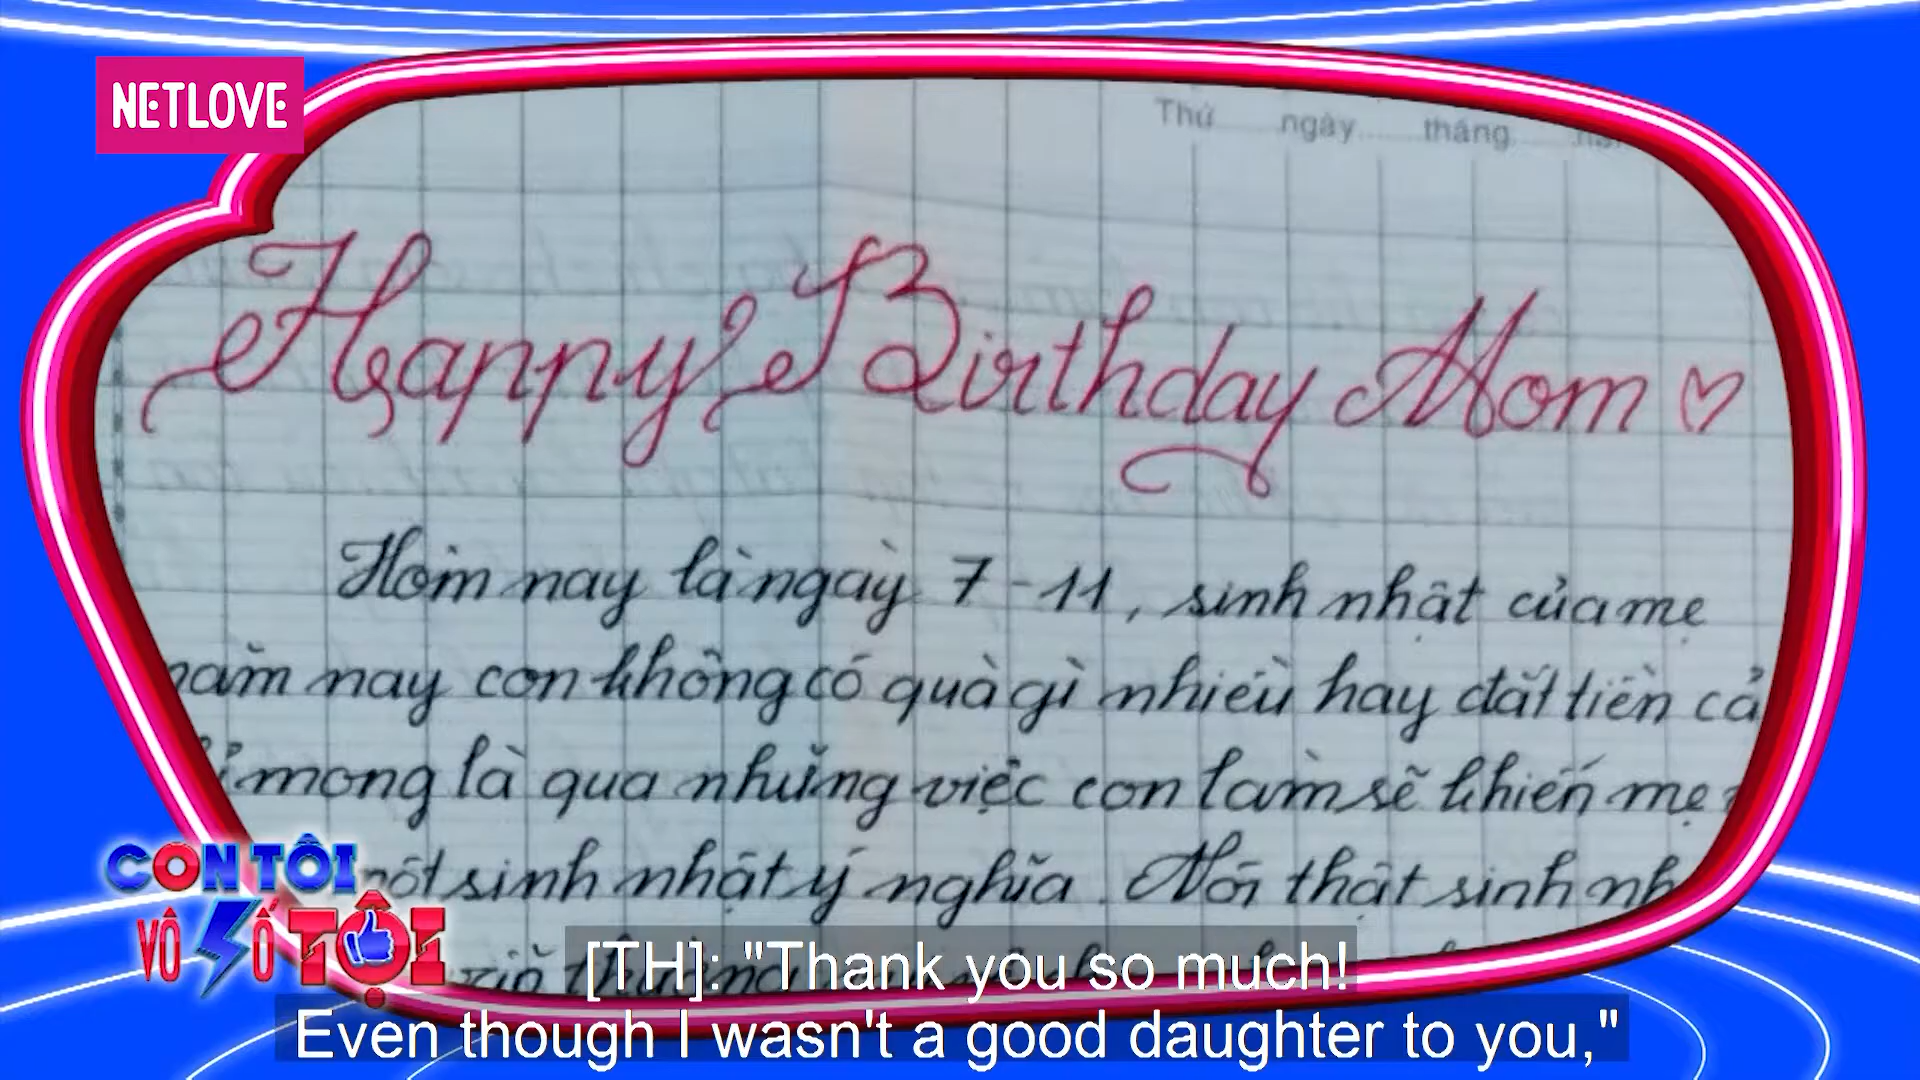 NETLOVE
Thứ ngày tháng
Happy Birthday Mom
Hôm nay là ngày 7-11, sinh nhật của mẹ
năm nay con không có quà gì nhiều hay đắt tiền cả
mong là qua những việc con làm sẽ khiến mẹ
một sinh nhật ý nghĩa. Nói thật sinh nh
CON TÔI
VÔ SỐ TỘI
[TH]: "Thank you so much!
Even though I wasn't a good daughter to you,"